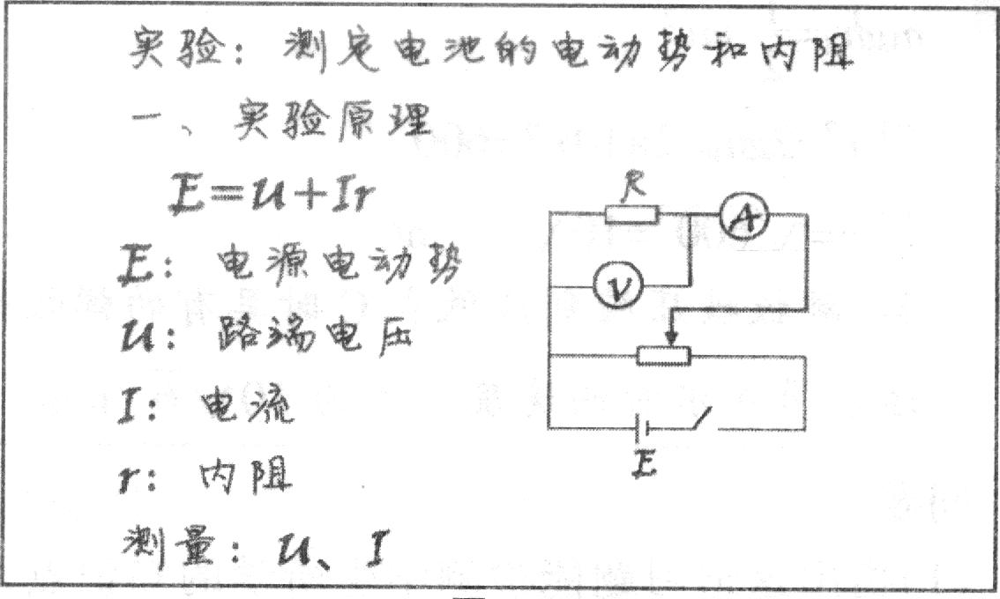 实验：测定电池的电动势和内阻
一、实验原理
E=U+Ir
E：电源电动势
U：路端电压
I：电流
r：内阻
测量：U、I
R
A
V
E